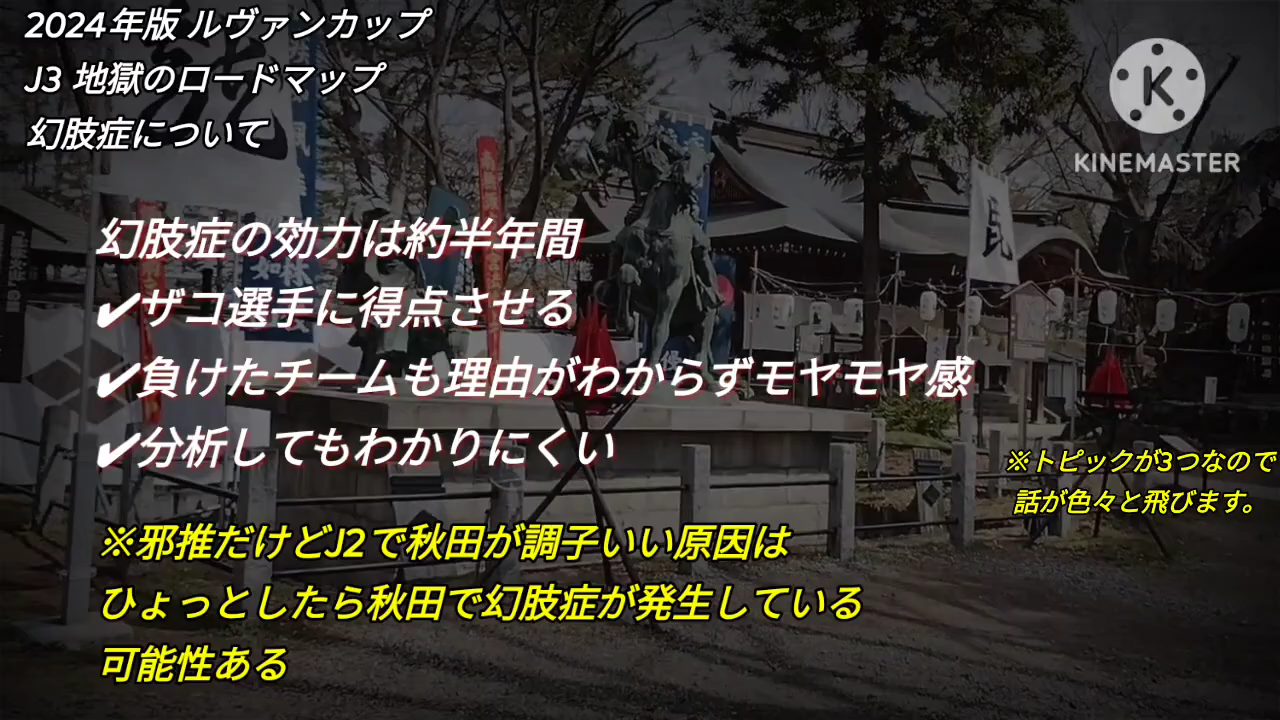 2024年版 ルヴァンカップ
J3 地獄のロードマップ
幻肢症について
KINEMASTER
幻肢症の効力は約半年間
✔ザコ選手に得点させる
✔負けたチームも理由がわからずモヤモヤ感
✔分析してもわかりにくい
※トピックが3つなので
話が色々と飛びます。
※邪推だけどJ2で秋田が調子いい原因は
ひょっとしたら秋田で幻肢症が発生している
可能性ある
毘